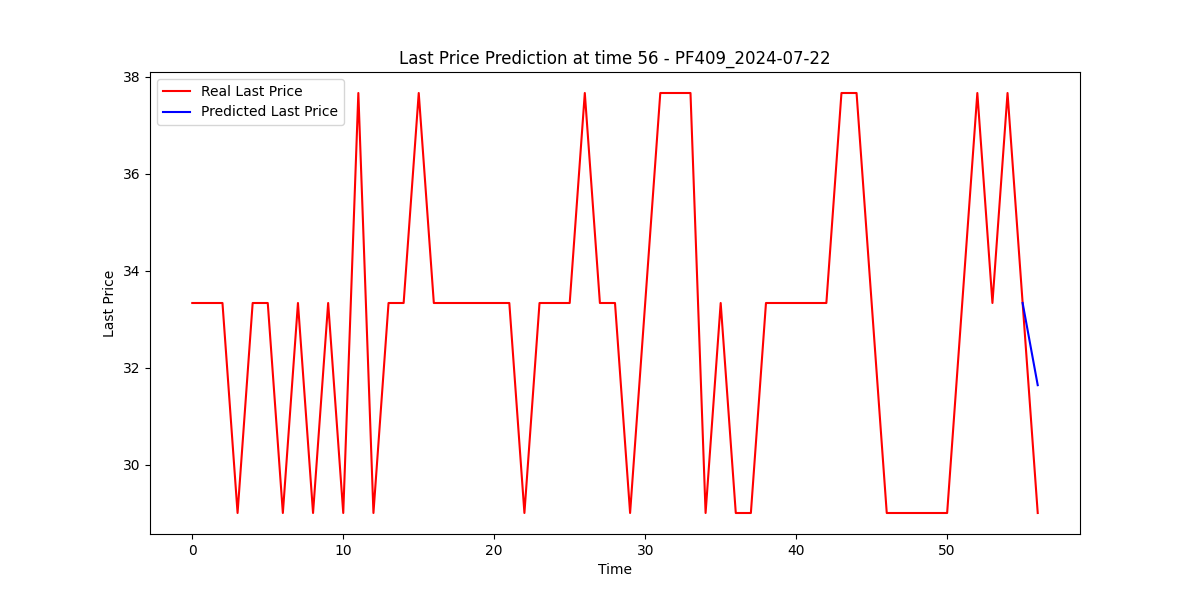 Last Price Prediction at time 56 - PF409_2024-07-22
Real Last Price
Predicted Last Price
38
36
34
32
30
Last Price
0 10 20 30 40 50
Time